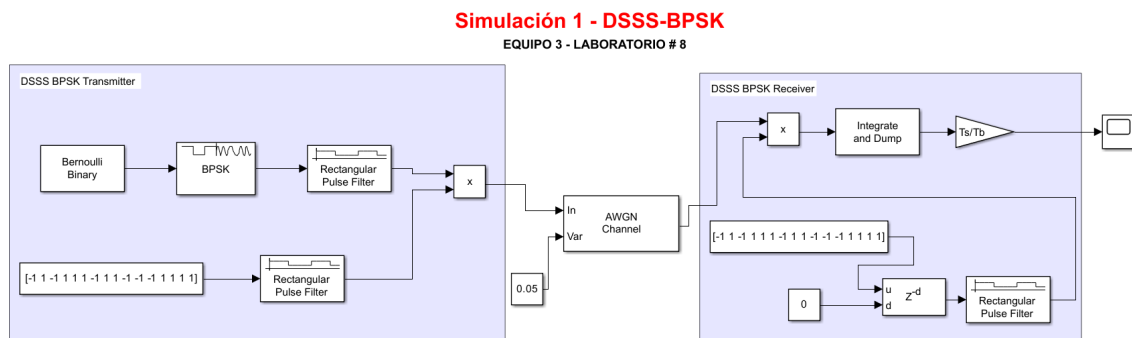 Simulación 1 - DSSS-BPSK
EQUIPO 3 - LABORATORIO # 8
DSSS BPSK Transmitter
Bernoulli
Binary
BPSK
Rectangular
Pulse Filter
x
[-1 1 -1 1 1 1 -1 1 1 -1 -1 -1 1 1 1 1]
Rectangular
Pulse Filter
In
Var
AWGN
Channel
0.05
DSSS BPSK Receiver
x
Integrate
and Dump
Ts/Tb
[-1 1 -1 1 1 1 -1 1 1 -1 -1 -1 1 1 1 1]
0
u
d
Z-d
Rectangular
Pulse Filter